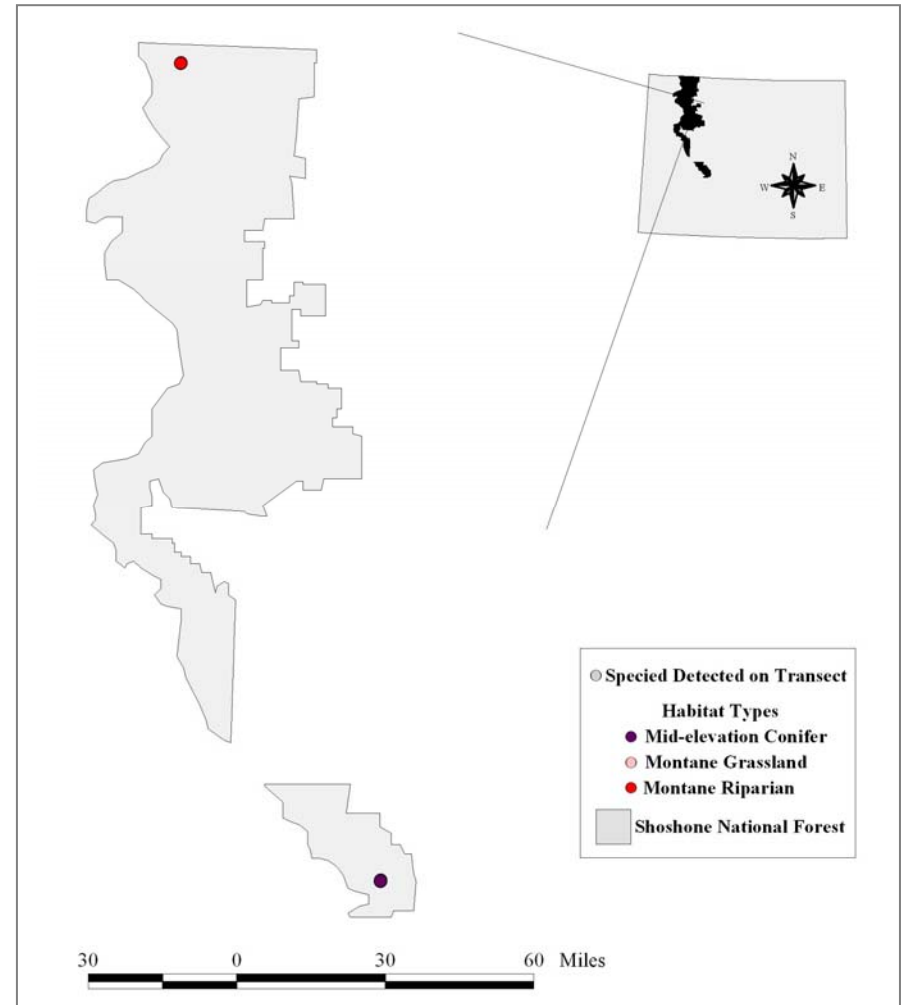 N
W E
S
Specied Detected on Transect
Habitat Types
Mid-elevation Conifer
Montane Grassland
Montane Riparian
Shoshone National Forest
30 0 30 60 Miles